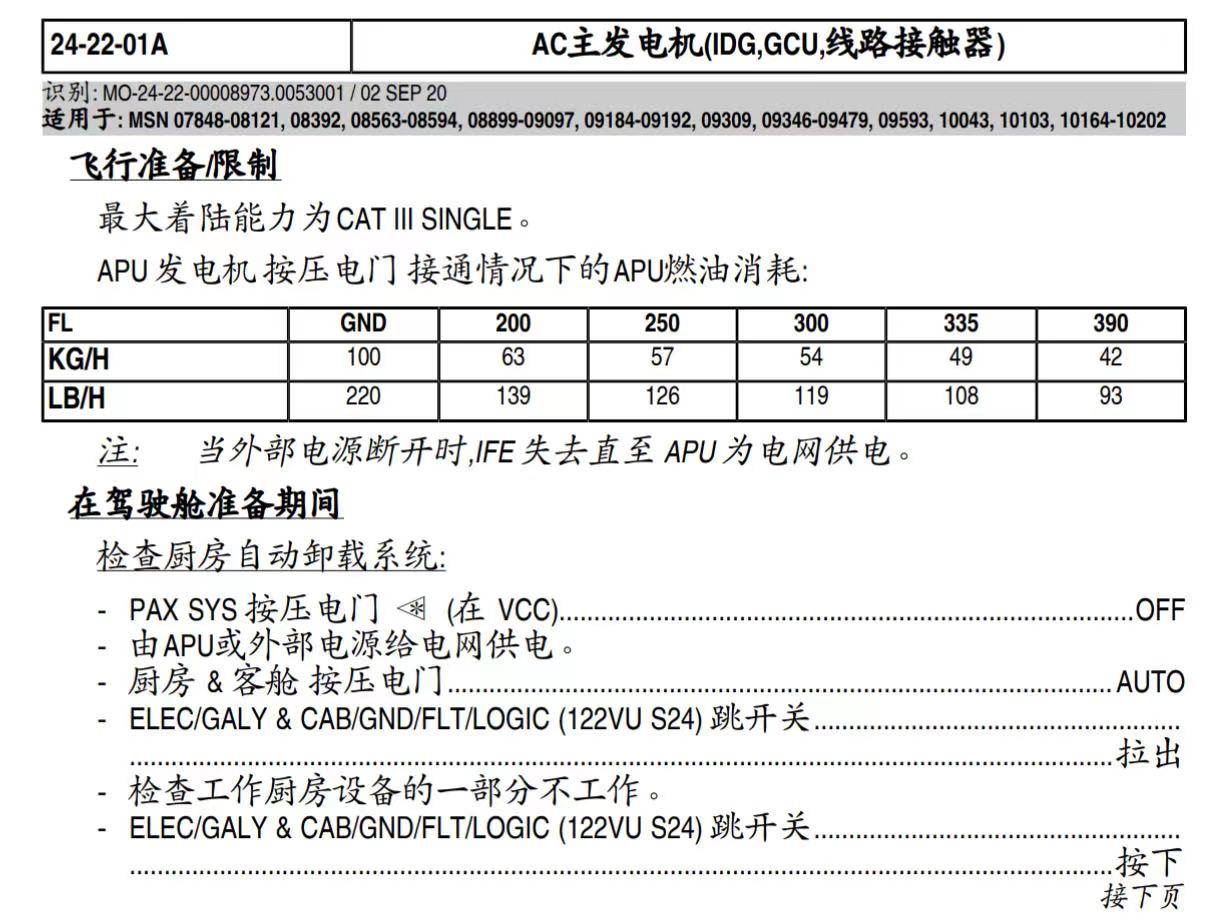 24-22-01A AC主发电机(IDG,GCU,线路接触器)
识别: MO-24-22-00008973.0053001 / 02 SEP 20
适用于: MSN 07848-08121, 08392, 08563-08594, 08899-09097, 09184-09192, 09309, 09346-09479, 09593, 10043, 10103, 10164-10202
飞行准备/限制
最大着陆能力为CAT III SINGLE。
APU 发电机 按压电门 接通情况下的APU燃油消耗:
FL GND 200 250 300 335 390
KG/H 100 63 57 54 49 42
LB/H 220 139 126 119 108 93
注: 当外部电源断开时,IFE 失去直至 APU 为电网供电。
在驾驶舱准备期间
检查厨房自动卸载系统:
- PAX SYS 按压电门 ⩤ (在 VCC)....................OFF
- 由APU或外部电源给电网供电。
- 厨房 & 客舱 按压电门....................AUTO
- ELEC/GALY & CAB/GND/FLT/LOGIC (122VU S24) 跳开关....................
....................拉出
- 检查工作厨房设备的一部分不工作。
- ELEC/GALY & CAB/GND/FLT/LOGIC (122VU S24) 跳开关....................
....................按下
接下页